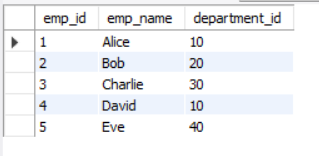 emp_id emp_name department_id
1 Alice 10
2 Bob 20
3 Charlie 30
4 David 10
5 Eve 40